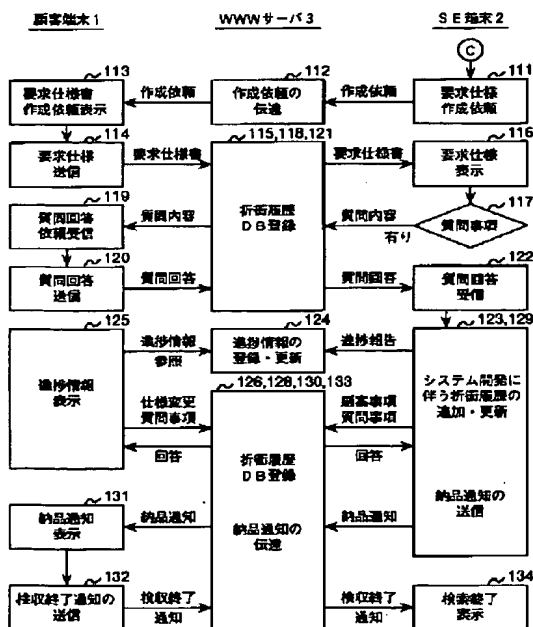 顧客端末1 WWWサーバ3 SE端末2
C
113 112 111
要求仕様書
作成依頼表示
作成依頼
作成依頼の
伝達
作成依頼
要求仕様
作成依頼
114 115,118,121 116
要求仕様
送信
要求仕様書
折衝履歴
DB登録
要求仕様書
要求仕様
表示
119 117
質問回答
依頼受信
質問内容
質問内容
有り
質問事項
120 122
質問回答
送信
質問回答
質問回答
質問回答
受信
125 124 123,129
進捗情報
表示
進捗情報
参照
進捗情報の
登録・更新
進捗報告
システム開発に
伴う折衝履歴の
追加・更新
126,128,130,133
仕様変更
質問事項
回答
折衝履歴
DB登録
質問事項
回答
131
納品通知
表示
納品通知
納品通知の
伝達
納品通知
納品通知の
送信
132 134
検収終了通知の
送信
検収終了
通知
検収終了
通知
検索終了
表示